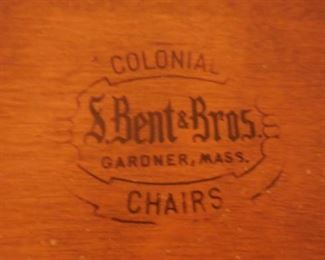 COLONIAL
S. Bent & Bros.
GARDNER, MASS.
CHAIRS